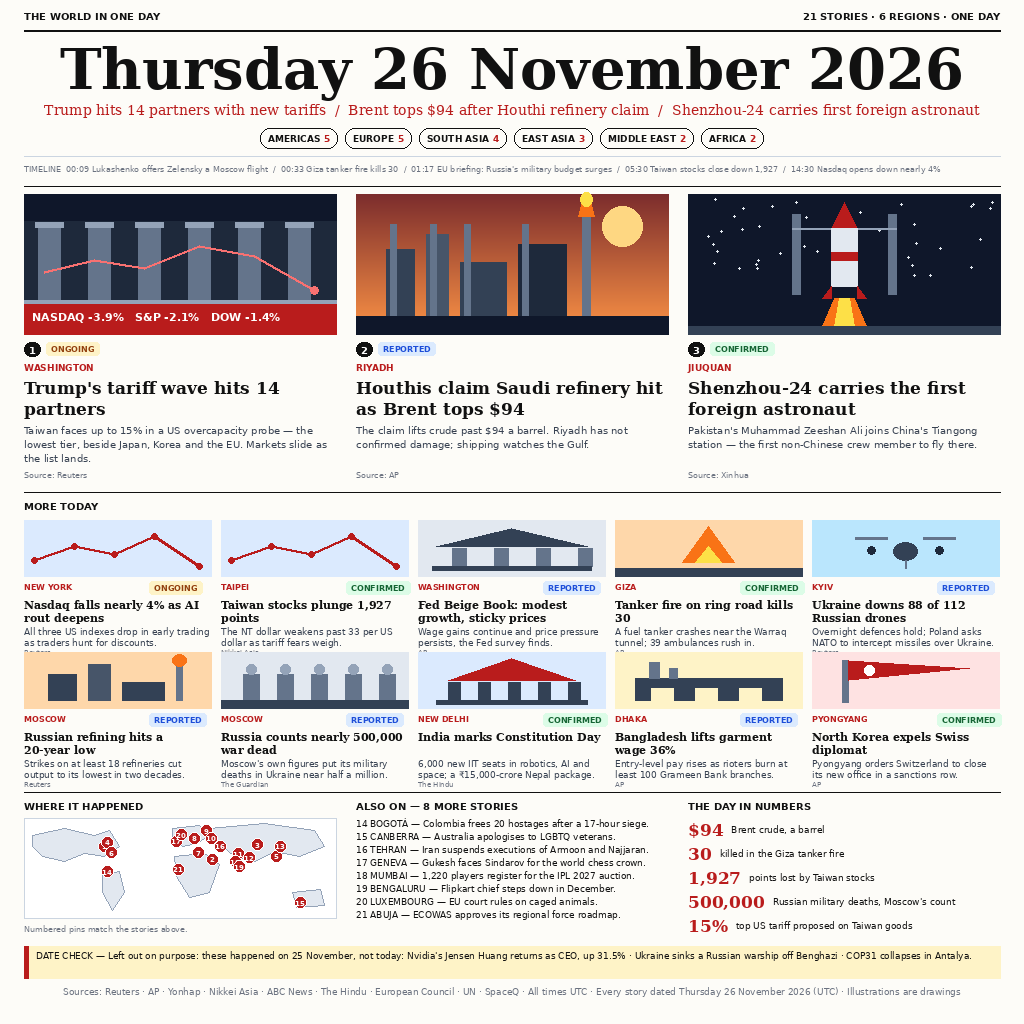 THE WORLD IN ONE DAY
21 STORIES · 6 REGIONS · ONE DAY
Thursday 26 November 2026
Trump hits 14 partners with new tariffs / Brent tops $94 after Houthi refinery claim / Shenzhou-24 carries first foreign astronaut
AMERICAS 5
EUROPE 5
SOUTH ASIA 4
EAST ASIA 3
MIDDLE EAST 2
AFRICA 2
TIMELINE 00:09 Lukashenko offers Zelensky a Moscow flight / 00:33 Giza tanker fire kills 30 / 01:17 EU briefing: Russia's military budget surges / 05:30 Taiwan stocks close down 1,927 / 14:30 Nasdaq opens down nearly 4%
NASDAQ -3.9% S&P -2.1% DOW -1.4%
1 ONGOING
WASHINGTON
Trump's tariff wave hits 14
partners
Taiwan faces up to 15% in a US overcapacity probe — the
lowest tier, beside Japan, Korea and the EU. Markets slide as
the list lands.
Source: Reuters
2 REPORTED
RIYADH
Houthis claim Saudi refinery hit
as Brent tops $94
The claim lifts crude past $94 a barrel. Riyadh has not
confirmed damage; shipping watches the Gulf.
Source: AP
3 CONFIRMED
JIUQUAN
Shenzhou-24 carries the first
foreign astronaut
Pakistan's Muhammad Zeeshan Ali joins China's Tiangong
station — the first non-Chinese crew member to fly there.
Source: Xinhua
MORE TODAY
NEW YORK
ONGOING
Nasdaq falls nearly 4% as AI
rout deepens
All three US indexes drop in early trading
as traders hunt for discounts.
TAIPEI
CONFIRMED
Taiwan stocks plunge 1,927
points
The NT dollar weakens past 33 per US
dollar as tariff fears weigh.
WASHINGTON
REPORTED
Fed Beige Book: modest
growth, sticky prices
Wage gains continue and price pressure
persists, the Fed survey finds.
GIZA
CONFIRMED
Tanker fire on ring road kills
30
A fuel tanker crashes near the Warraq
tunnel; 39 ambulances rush in.
KYIV
REPORTED
Ukraine downs 88 of 112
Russian drones
Overnight defences hold; Poland asks
NATO to intercept missiles over Ukraine.
MOSCOW
REPORTED
Russian refining hits a
20-year low
Strikes on at least 18 refineries cut
output to its lowest in two decades.
Reuters
MOSCOW
REPORTED
Russia counts nearly 500,000
war dead
Moscow's own figures put its military
deaths in Ukraine near half a million.
The Guardian
NEW DELHI
CONFIRMED
India marks Constitution Day
6,000 new IIT seats in robotics, AI and
space; a ₹15,000-crore Nepal package.
The Hindu
DHAKA
REPORTED
Bangladesh lifts garment
wage 36%
Entry-level pay rises as rioters burn at
least 100 Grameen Bank branches.
AP
PYONGYANG
CONFIRMED
North Korea expels Swiss
diplomat
Pyongyang orders Switzerland to close
its new office in a sanctions row.
AP
WHERE IT HAPPENED
4
6
14
20
9
8
10
16
7
2
21
3
13
5
12
19
15
Numbered pins match the stories above.
ALSO ON — 8 MORE STORIES
14 BOGOTÁ — Colombia frees 20 hostages after a 17-hour siege.
15 CANBERRA — Australia apologises to LGBTQ veterans.
16 TEHRAN — Iran suspends executions of Armoon and Najjaran.
17 GENEVA — Gukesh faces Sindarov for the world chess crown.
18 MUMBAI — 1,220 players register for the IPL 2027 auction.
19 BENGALURU — Flipkart chief steps down in December.
20 LUXEMBOURG — EU court rules on caged animals.
21 ABUJA — ECOWAS approves its regional force roadmap.
THE DAY IN NUMBERS
$94 Brent crude, a barrel
30 killed in the Giza tanker fire
1,927 points lost by Taiwan stocks
500,000 Russian military deaths, Moscow's count
15% top US tariff proposed on Taiwan goods
DATE CHECK — Left out on purpose: these happened on 25 November, not today: Nvidia's Jensen Huang returns as CEO, up 31.5% · Ukraine sinks a Russian warship off Benghazi · COP31 collapses in Antalya.
Sources: Reuters · AP · Yonhap · Nikkei Asia · ABC News · The Hindu · European Council · UN · SpaceQ · All times UTC · Every story dated Thursday 26 November 2026 (UTC) · Illustrations are drawings